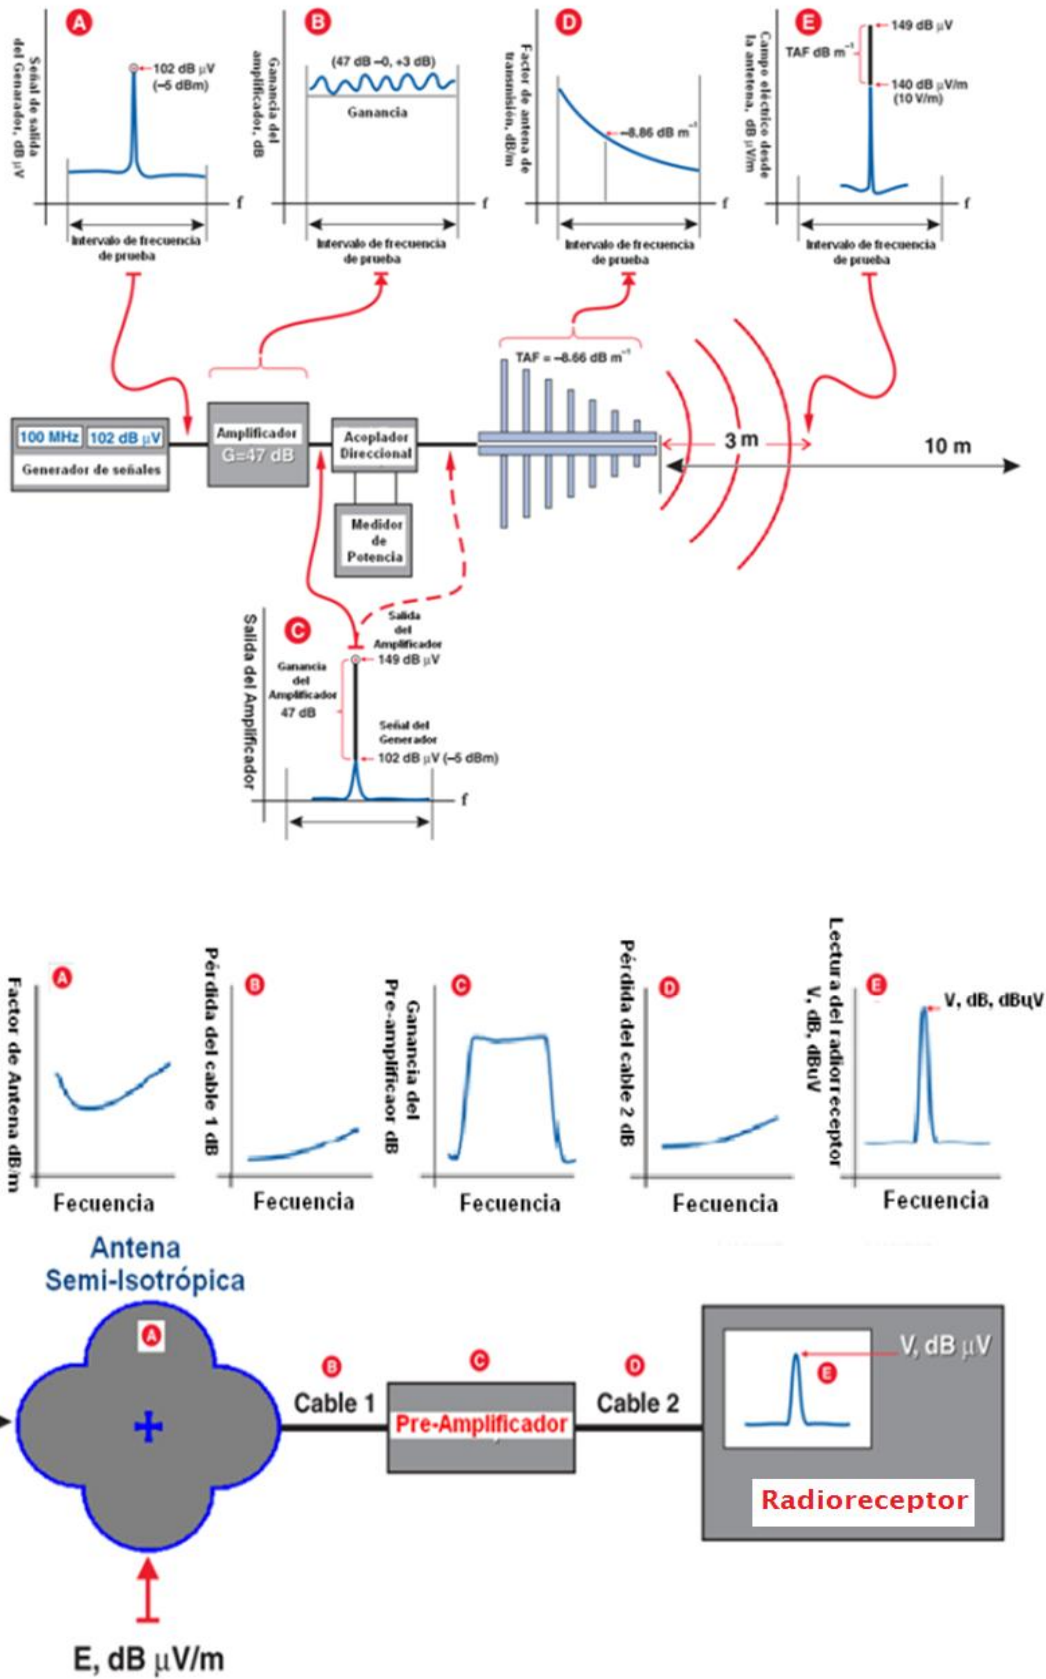 A
Señal de salida
del Genarador, dB µV
102 dB µV
(–5 dBm)
f
Intervalo de frecuencia
de prueba
B
Ganancia del
amplificador, dB
(47 dB –0, +3 dB)
Ganancia
f
Intervalo de frecuencia
de prueba
D
Factor de antena de
transmisión, dB/m
–8.86 dB m⁻¹
f
Intervalo de frecuencia
de prueba
E
Campo eléctrico desde
la antetena, dB µV/m
149 dB µV
TAF dB m⁻¹
140 dB µV/m
(10 V/m)
f
Intervalo de frecuencia
de prueba
TAF = –8.66 dB m⁻¹
100 MHz 102 dB µV
Generador de señales
Amplificador
G=47 dB
Acoplador
Direccional
Medidor
de
Potencia
3 m
10 m
C
Salida del Amplificador
Salida
del
Amplificador
149 dB µV
Ganancia
del
Amplificador
47 dB
Señal del
Generador
102 dB µV (–5 dBm)
f
A
Factor de Antena dB/m
Fecuencia
B
Pérdida del cable 1 dB
Fecuencia
C
Ganancia del
Pre-amplificaor dB
Fecuencia
D
Pérdida del cable 2 dB
Fecuencia
E
Lectura del radiorreceptor
V, dB, dBuV
V, dB, dBųV
Fecuencia
Antena
Semi-Isotrópica
A
B
Cable 1
C
Pre-Amplificador
D
Cable 2
V, dB µV
E
Radioreceptor
E, dB µV/m